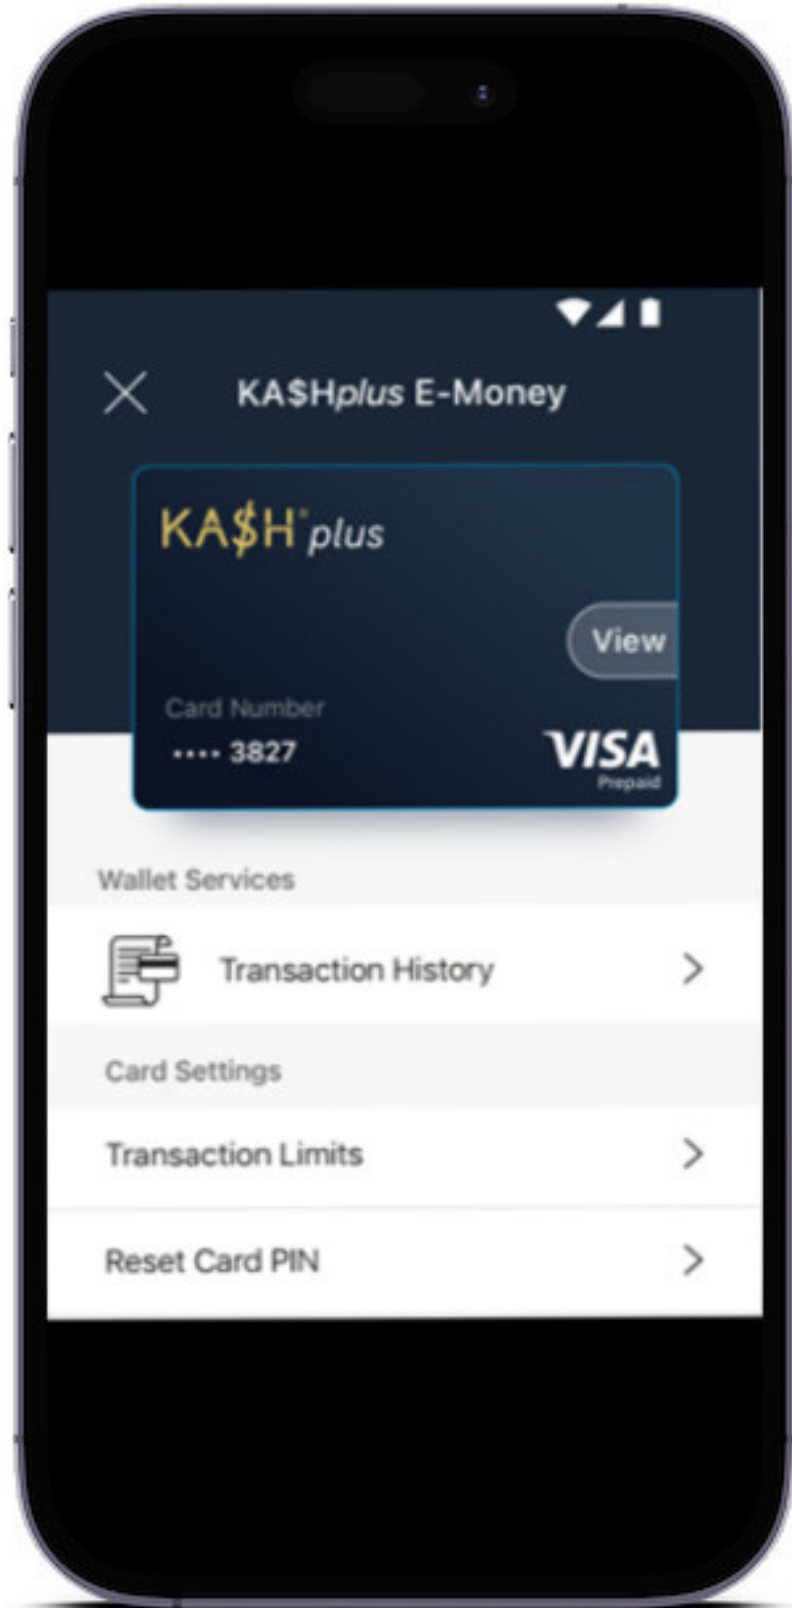 KA$Hplus E-Money
KA$H® plus
View
Card Number
•••• 3827
VISA
Prepaid
Wallet Services
Transaction History
Card Settings
Transaction Limits
Reset Card PIN